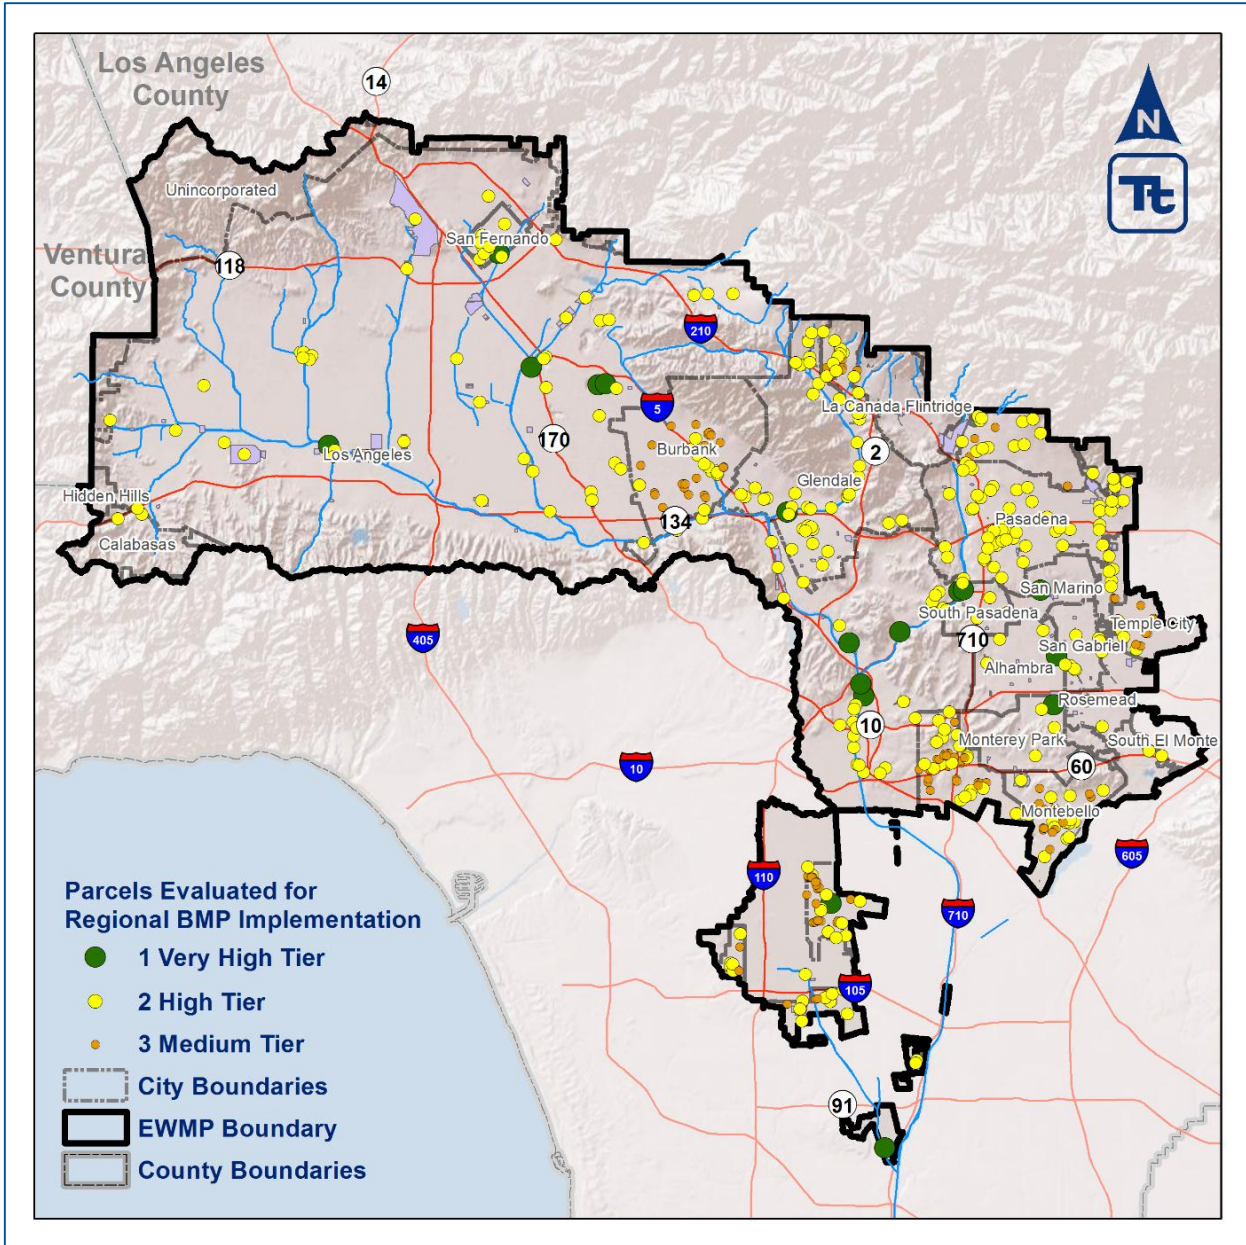 Los Angeles
County
14
N
Tt
Unincorporated
San Fernando
Ventura
County
118
210
5
La Canada Flintridge
170
Burbank
2
Los Angeles
Glendale
Hidden Hills
134
Pasadena
Calabasas
San Marino
South Pasadena
Temple City
405
710
San Gabriel
Alhambra
Rosemead
10
Monterey Park
South El Monte
10
60
Montebello
605
110
710
105
91
Parcels Evaluated for
Regional BMP Implementation
1 Very High Tier
2 High Tier
3 Medium Tier
City Boundaries
EWMP Boundary
County Boundaries